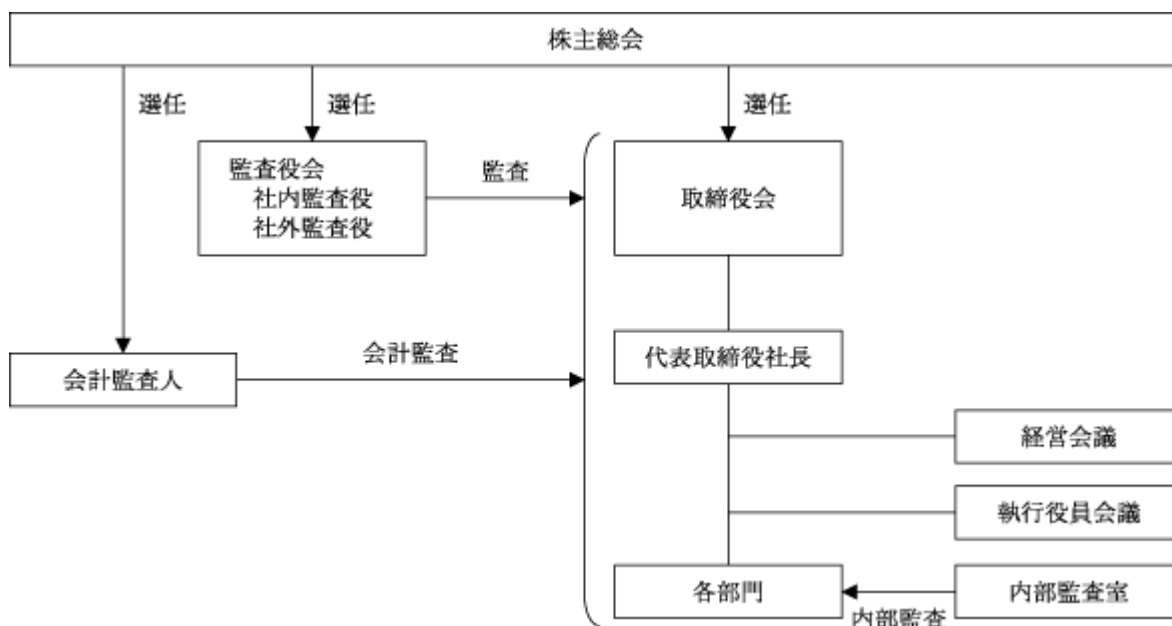 株主総会
選任
選任
選任
監査役会
社内監査役
社外監査役
監査
取締役会
代表取締役社長
会計監査
会計監査人
経営会議
執行役員会議
各部門
内部監査室
内部監査